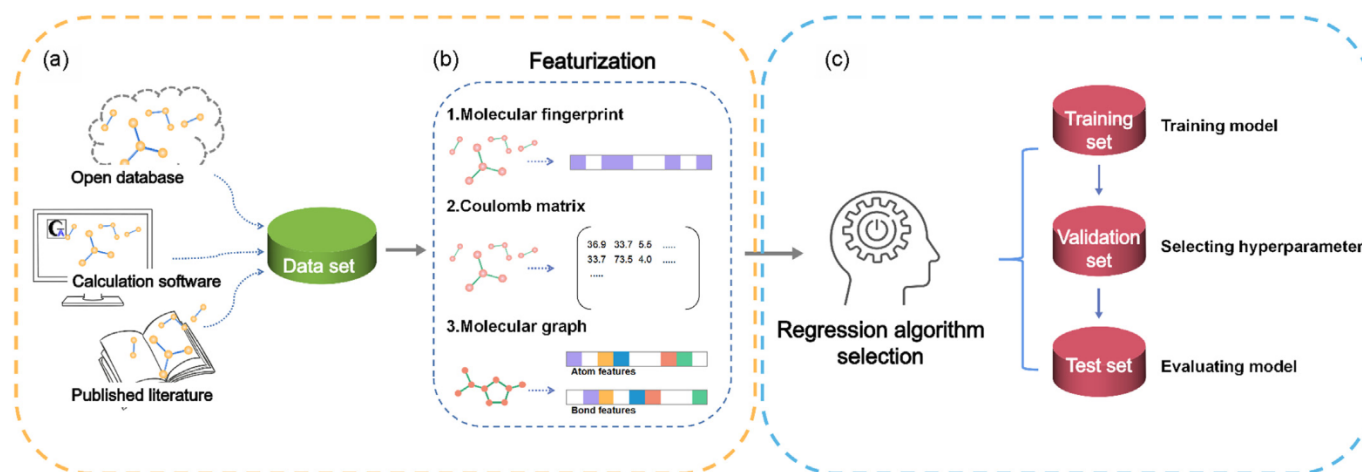 (a)
Open database
Calculation software
Published literature
Data set
(b)
Featurization
1.Molecular fingerprint
2.Coulomb matrix
36.9 33.7 5.5 .....
33.7 73.5 4.0 .....
.....
3.Molecular graph
Atom features
Bond features
(c)
Regression algorithm
selection
Training
set
Training model
Validation
set
Selecting hyperparameter
Test set
Evaluating model